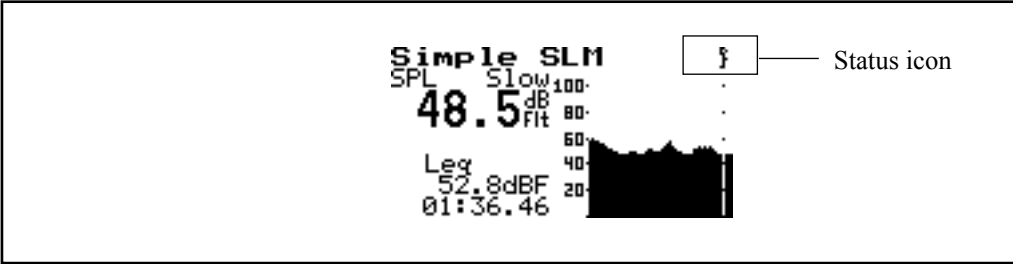 Simple SLM
SPL Slow
48.5 dB Flt
Leq
52.8dBF
01:36.46
100
80
60
40
20
Status icon